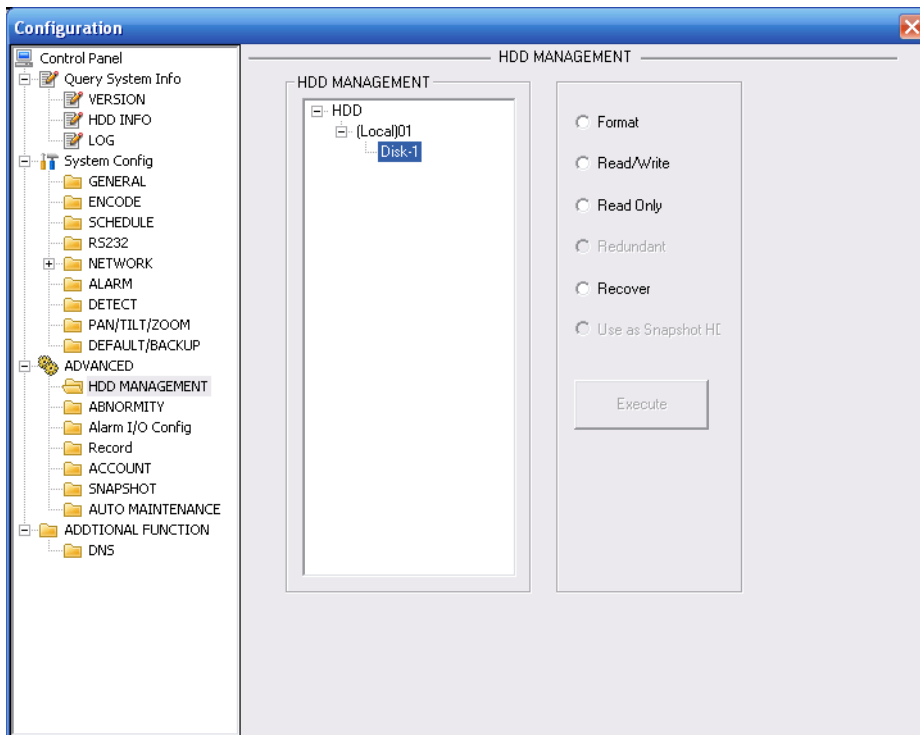 Configuration
Control Panel
Query System Info
VERSION
HDD INFO
LOG
System Config
GENERAL
ENCODE
SCHEDULE
RS232
NETWORK
ALARM
DETECT
PAN/TILT/ZOOM
DEFAULT/BACKUP
ADVANCED
HDD MANAGEMENT
ABNORMITY
Alarm I/O Config
Record
ACCOUNT
SNAPSHOT
AUTO MAINTENANCE
ADDTIONAL FUNCTION
DNS
HDD MANAGEMENT
HDD MANAGEMENT
HDD
(Local)01
Disk-1
Format
Read/Write
Read Only
Redundant
Recover
Use as Snapshot HD
Execute